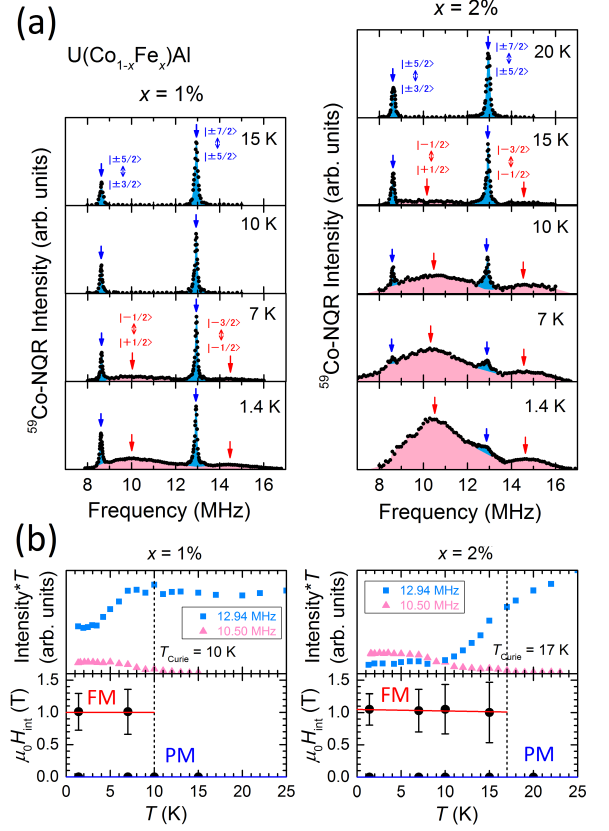 (a)
U(Co1-xFex)Al
x = 1%
15 K
|±5/2〉
|±3/2〉
|±7/2〉
|±5/2〉
10 K
7 K
|−1/2〉
|+1/2〉
|−3/2〉
|−1/2〉
1.4 K
59Co-NQR Intensity (arb. units)
8 10 12 14 16
Frequency (MHz)
x = 2%
20 K
|±5/2〉
|±3/2〉
|±7/2〉
|±5/2〉
15 K
|−1/2〉
|+1/2〉
|−3/2〉
|−1/2〉
10 K
7 K
1.4 K
59Co-NQR Intensity (arb. units)
8 10 12 14 16
Frequency (MHz)
(b)
x = 1%
Intensity*T
(arb. units)
12.94 MHz
10.50 MHz
TCurie = 10 K
μ0Hint (T)
1.5
1.0
0.5
0.0
FM
PM
0 5 10 15 20 25
T (K)
x = 2%
Intensity*T
(arb. units)
12.94 MHz
10.50 MHz
TCurie = 17 K
μ0Hint (T)
1.5
1.0
0.5
0.0
FM
PM
0 5 10 15 20 25
T (K)